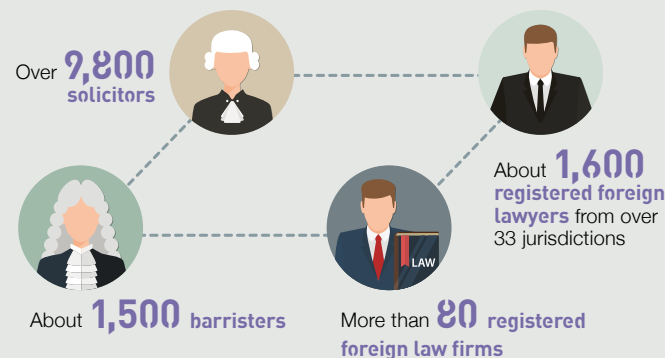 Over 9,800
solicitors
About 1,600
registered foreign
lawyers from over
33 jurisdictions
LAW
About 1,500 barristers
More than 80 registered
foreign law firms